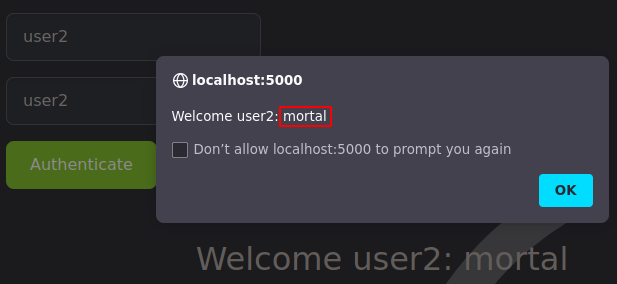 user2
user2
Authenticate
localhost:5000
Welcome user2: mortal
Don’t allow localhost:5000 to prompt you again
OK
Welcome user2: mortal